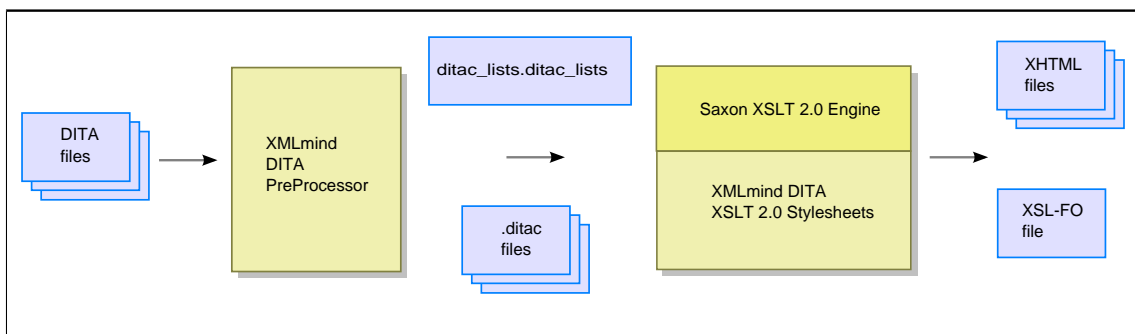 DITA
files
XMLmind
DITA
PreProcessor
ditac_lists.ditac_lists
.ditac
files
Saxon XSLT 2.0 Engine
XMLmind DITA
XSLT 2.0 Stylesheets
XHTML
files
XSL-FO
file